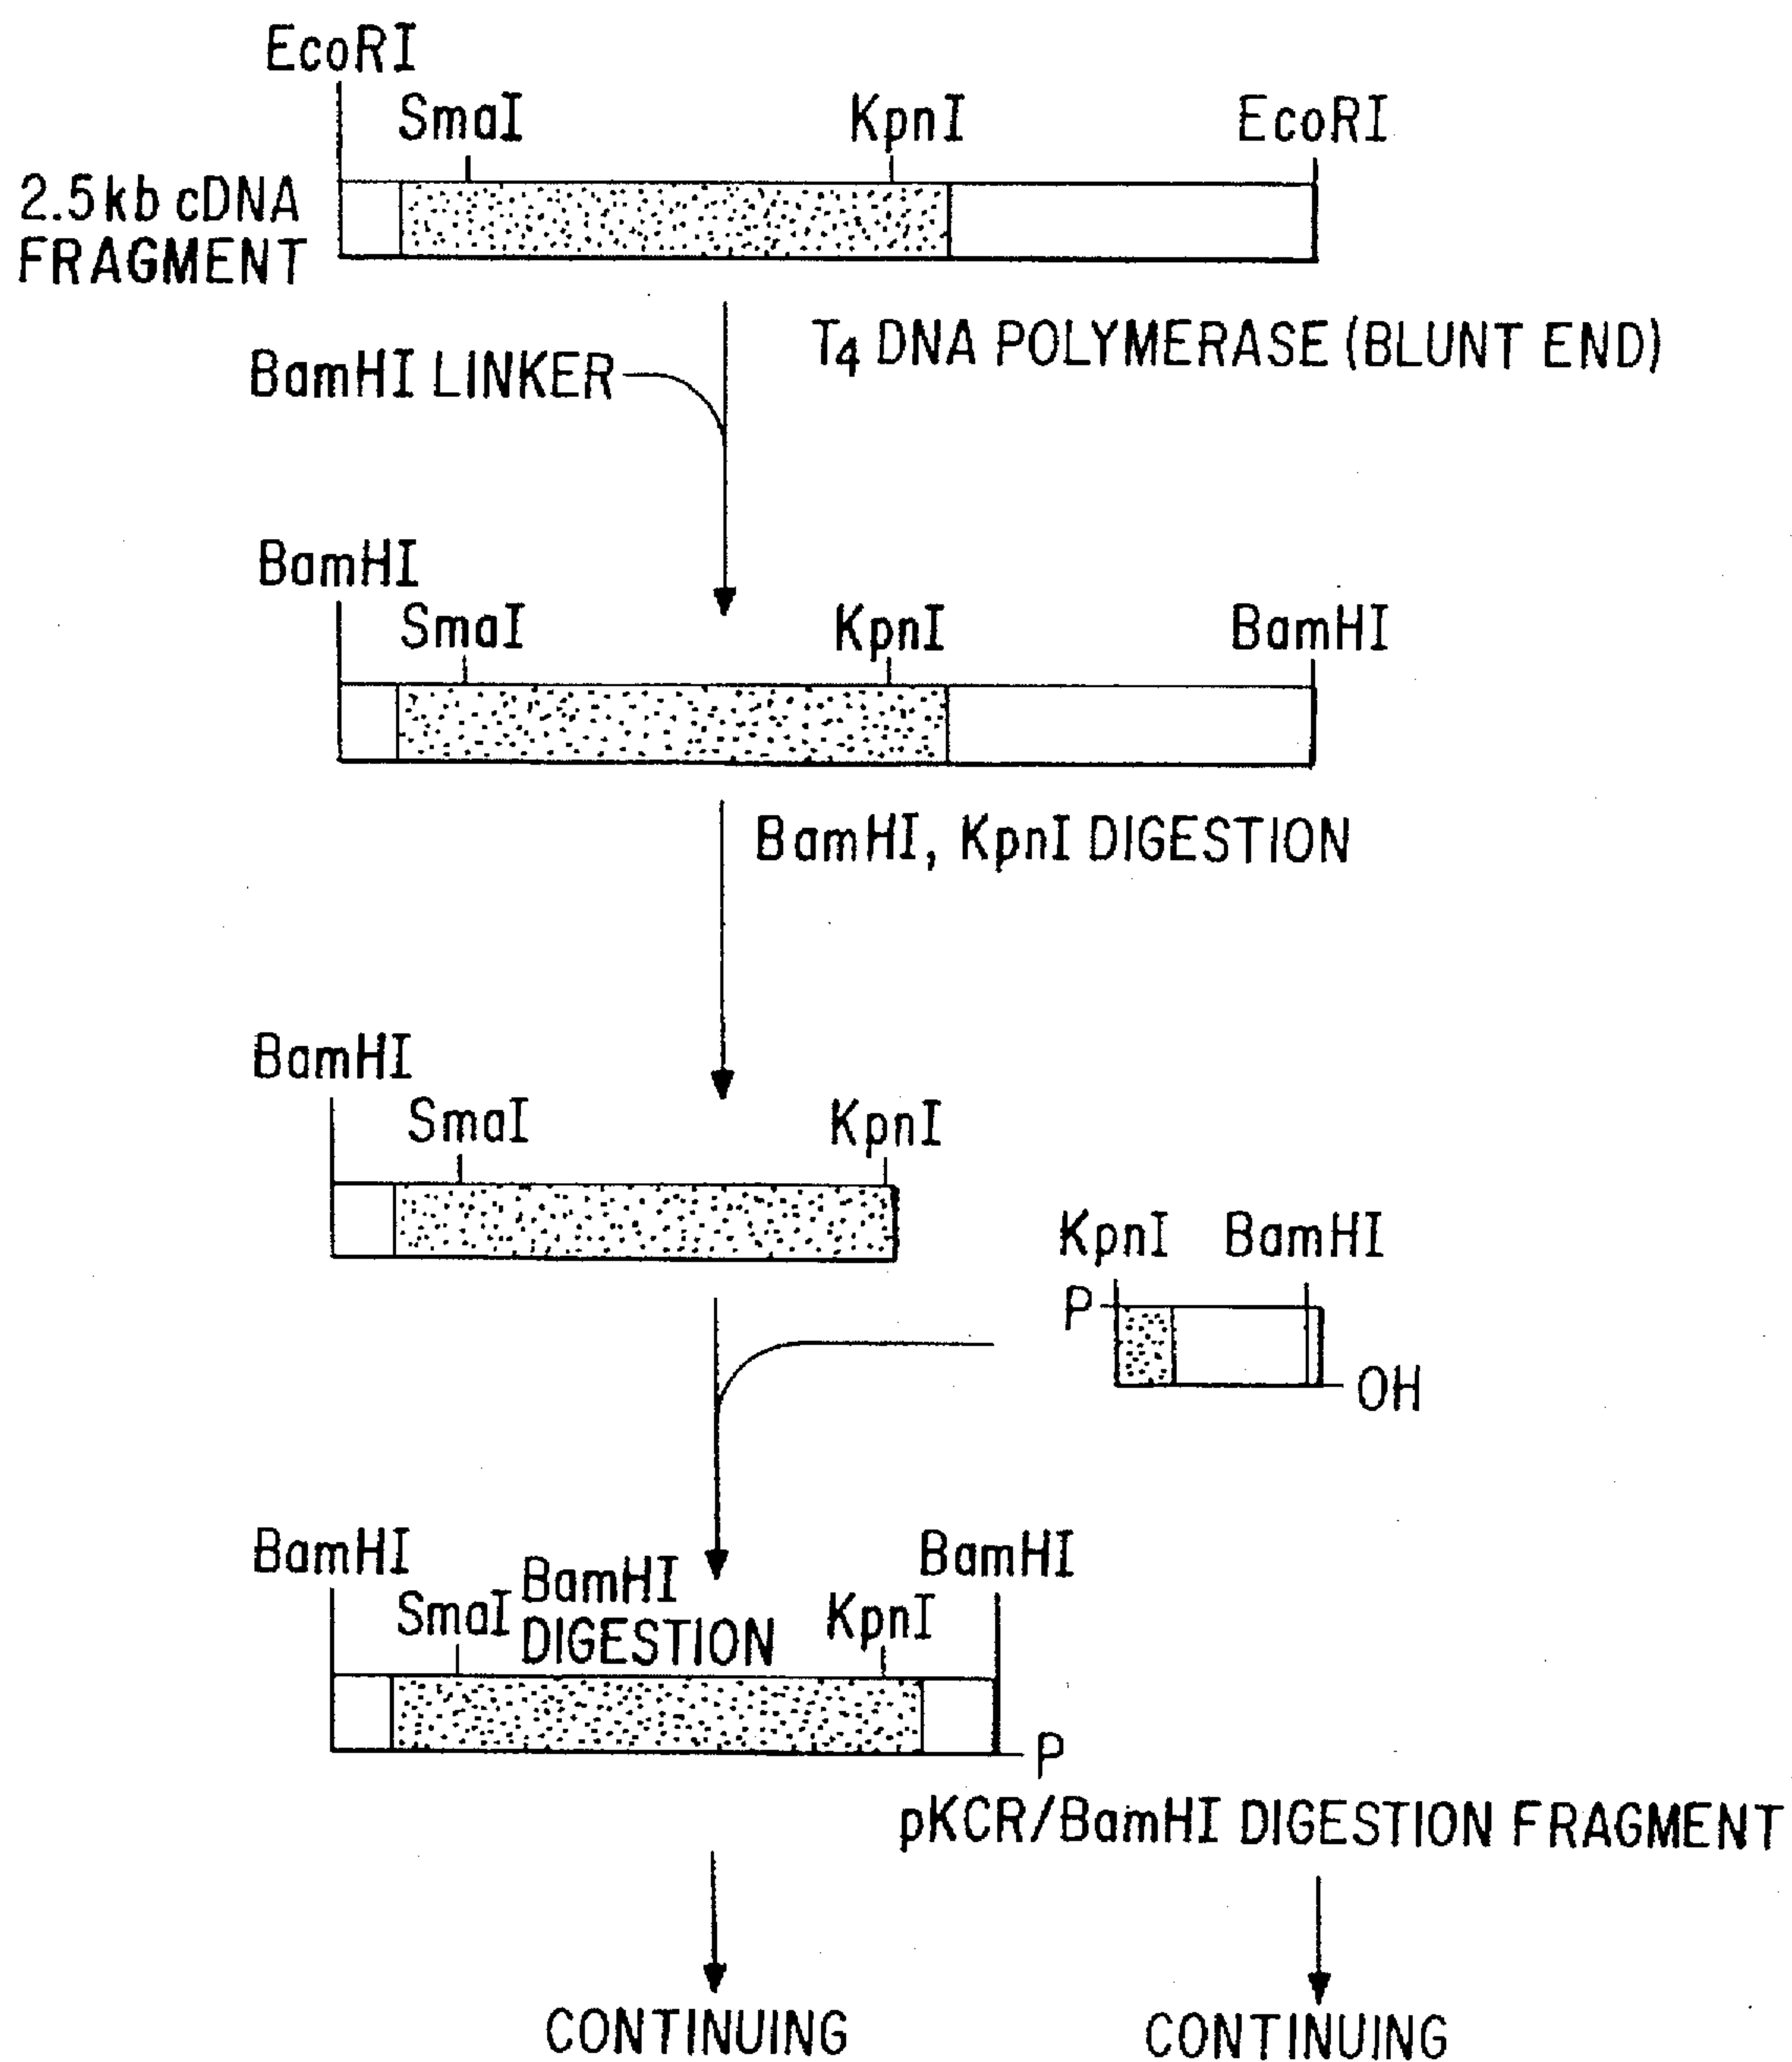 EcoRI
SmaI KpnI EcoRI
2.5kb cDNA
FRAGMENT
T4 DNA POLYMERASE (BLUNT END)
BamHI LINKER
BamHI
SmaI KpnI BamHI
BamHI, KpnI DIGESTION
BamHI
SmaI KpnI
KpnI BamHI
P
OH
BamHI BamHI
SmaI BamHI KpnI
DIGESTION
P
pKCR/BamHI DIGESTION FRAGMENT
CONTINUING CONTINUING